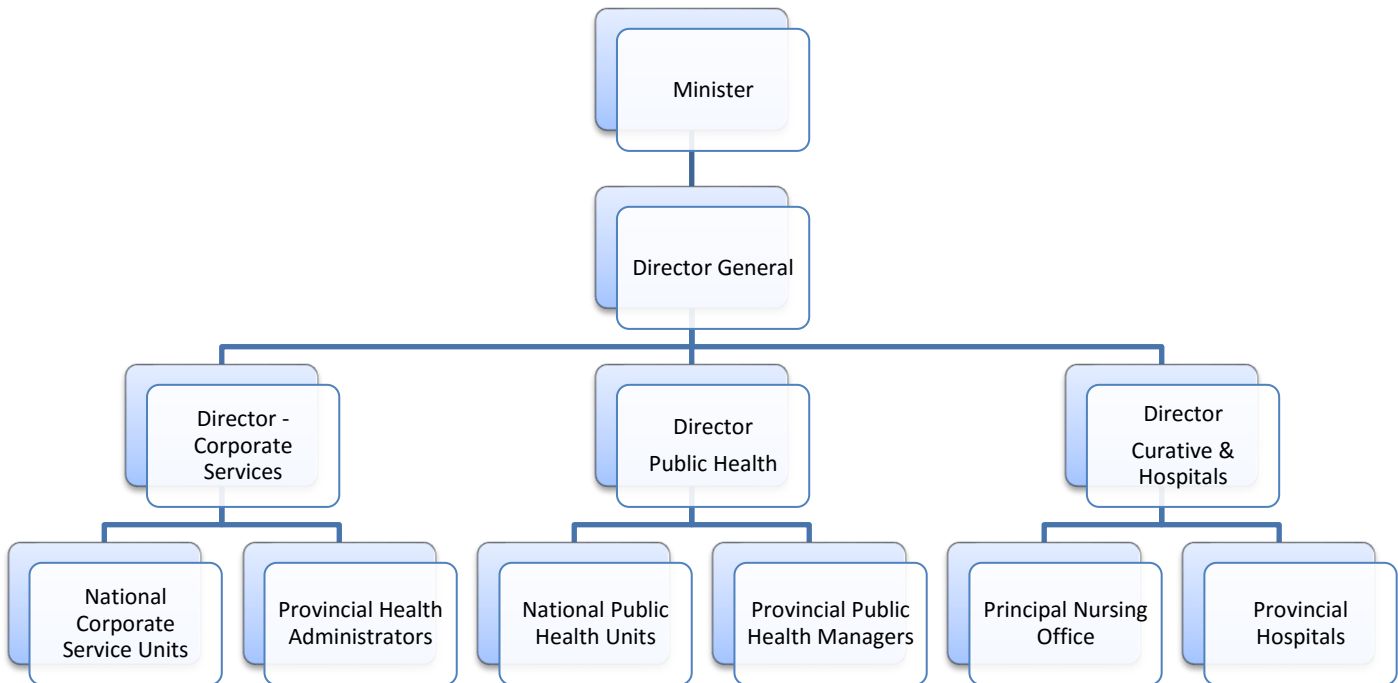 Minister
Director General
Director -
Corporate
Services
Director
Public Health
Director
Curative &
Hospitals
National
Corporate
Service Units
Provincial Health
Administrators
National Public
Health Units
Provincial Public
Health Managers
Principal Nursing
Office
Provincial
Hospitals